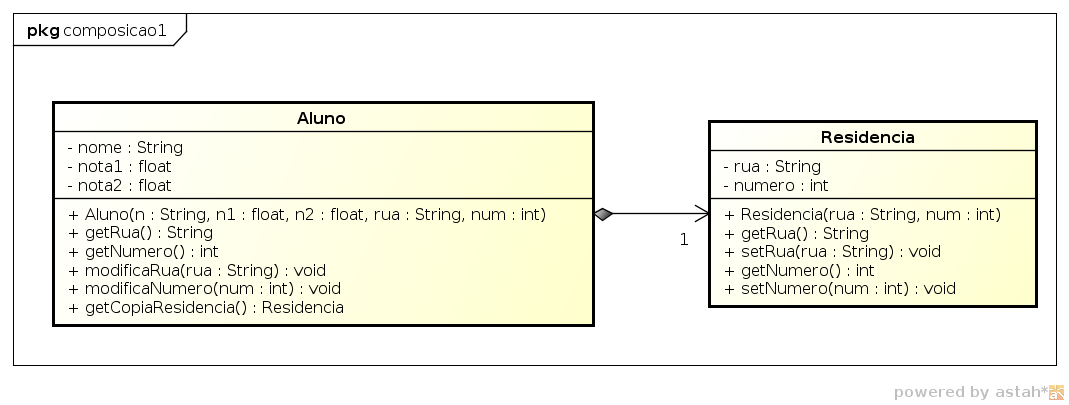 pkg composicao1
Aluno
- nome : String
- nota1 : float
- nota2 : float
+ Aluno(n : String, n1 : float, n2 : float, rua : String, num : int)
+ getRua() : String
+ getNumero() : int
+ modificaRua(rua : String) : void
+ modificaNumero(num : int) : void
+ getCopiaResidencia() : Residencia
1
Residencia
- rua : String
- numero : int
+ Residencia(rua : String, num : int)
+ getRua() : String
+ setRua(rua : String) : void
+ getNumero() : int
+ setNumero(num : int) : void
powered by astah*